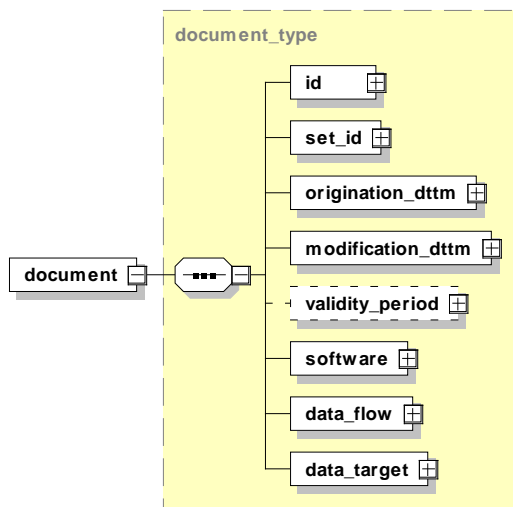 document_type
id
set_id
origination_dttm
modification_dttm
document
validity_period
software
data_flow
data_target